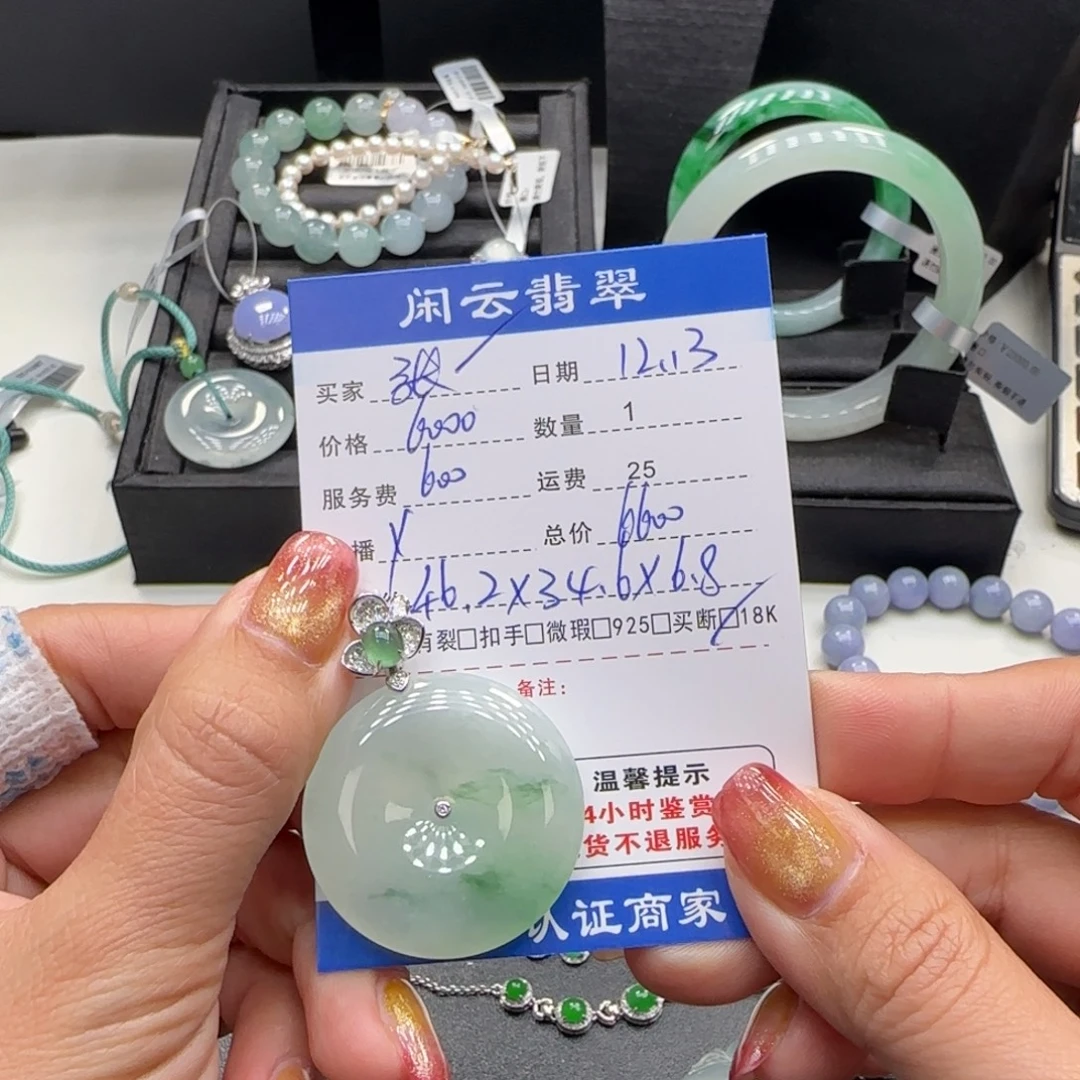 闲云翡翠
买家 张 日期 12.13
价格 6000 数量 1
服务费 600 运费 25
播 X 总价 6600
46.2X34.6X6.8
有裂□扣手□微瑕□925□买断□18K
备注:
温馨提示
4小时鉴赏
货不退服务
认证商家